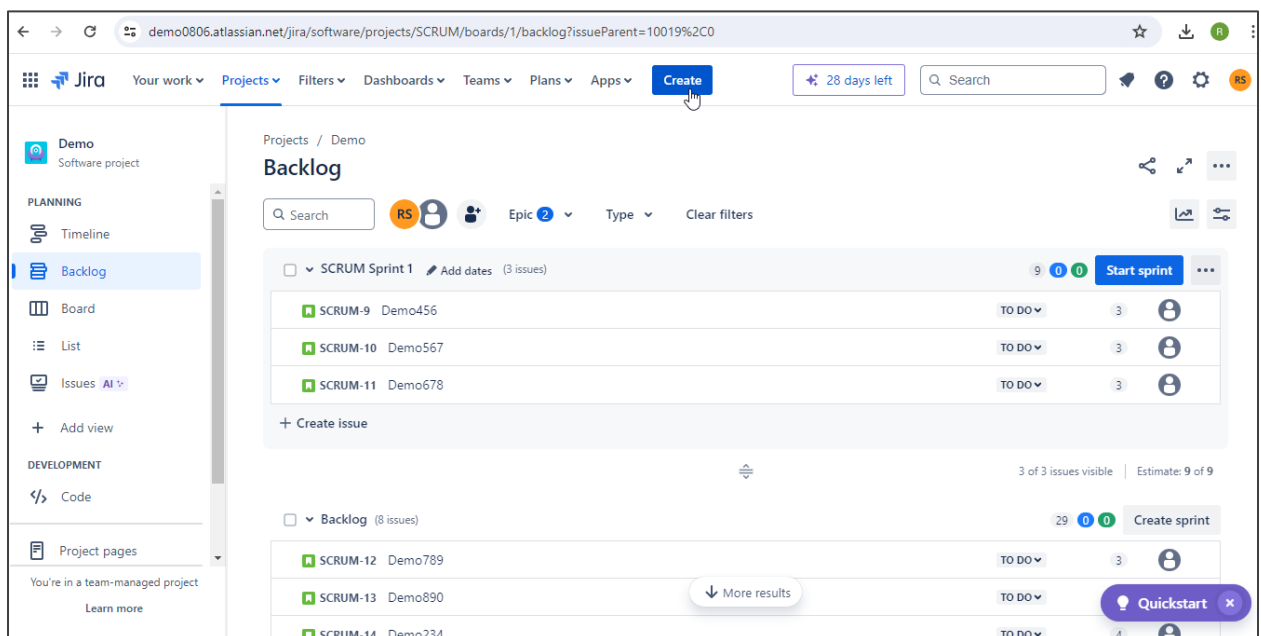 demo0806.atlassian.net/jira/software/projects/SCRUM/boards/1/backlog?issueParent=10019%2C0
R
Jira Your work Projects Filters Dashboards Teams Plans Apps Create 28 days left Search RS
Demo
Software project
PLANNING
Timeline
Backlog
Board
List
Issues AI
Add view
DEVELOPMENT
Code
Project pages
You're in a team-managed project
Learn more
Projects / Demo
Backlog
Search RS Epic 2 Type Clear filters
SCRUM Sprint 1 Add dates (3 issues) 9 0 0 Start sprint
SCRUM-9 Demo456 TO DO 3
SCRUM-10 Demo567 TO DO 3
SCRUM-11 Demo678 TO DO 3
+ Create issue
3 of 3 issues visible Estimate: 9 of 9
Backlog (8 issues) 29 0 0 Create sprint
SCRUM-12 Demo789 TO DO 3
SCRUM-13 Demo890 TO DO
More results
Quickstart
SCRUM-14 Demo234 TO DO 4